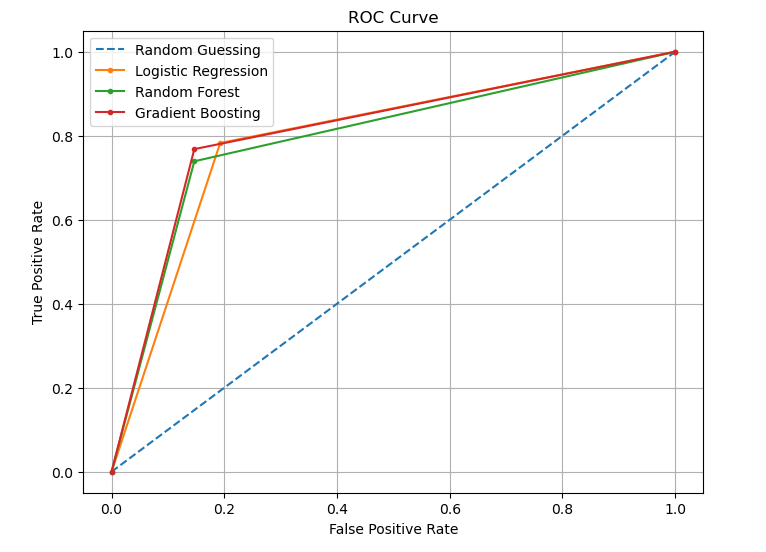 ROC Curve
Random Guessing
Logistic Regression
Random Forest
Gradient Boosting
True Positive Rate
1.0
0.8
0.6
0.4
0.2
0.0
0.0 0.2 0.4 0.6 0.8 1.0
False Positive Rate